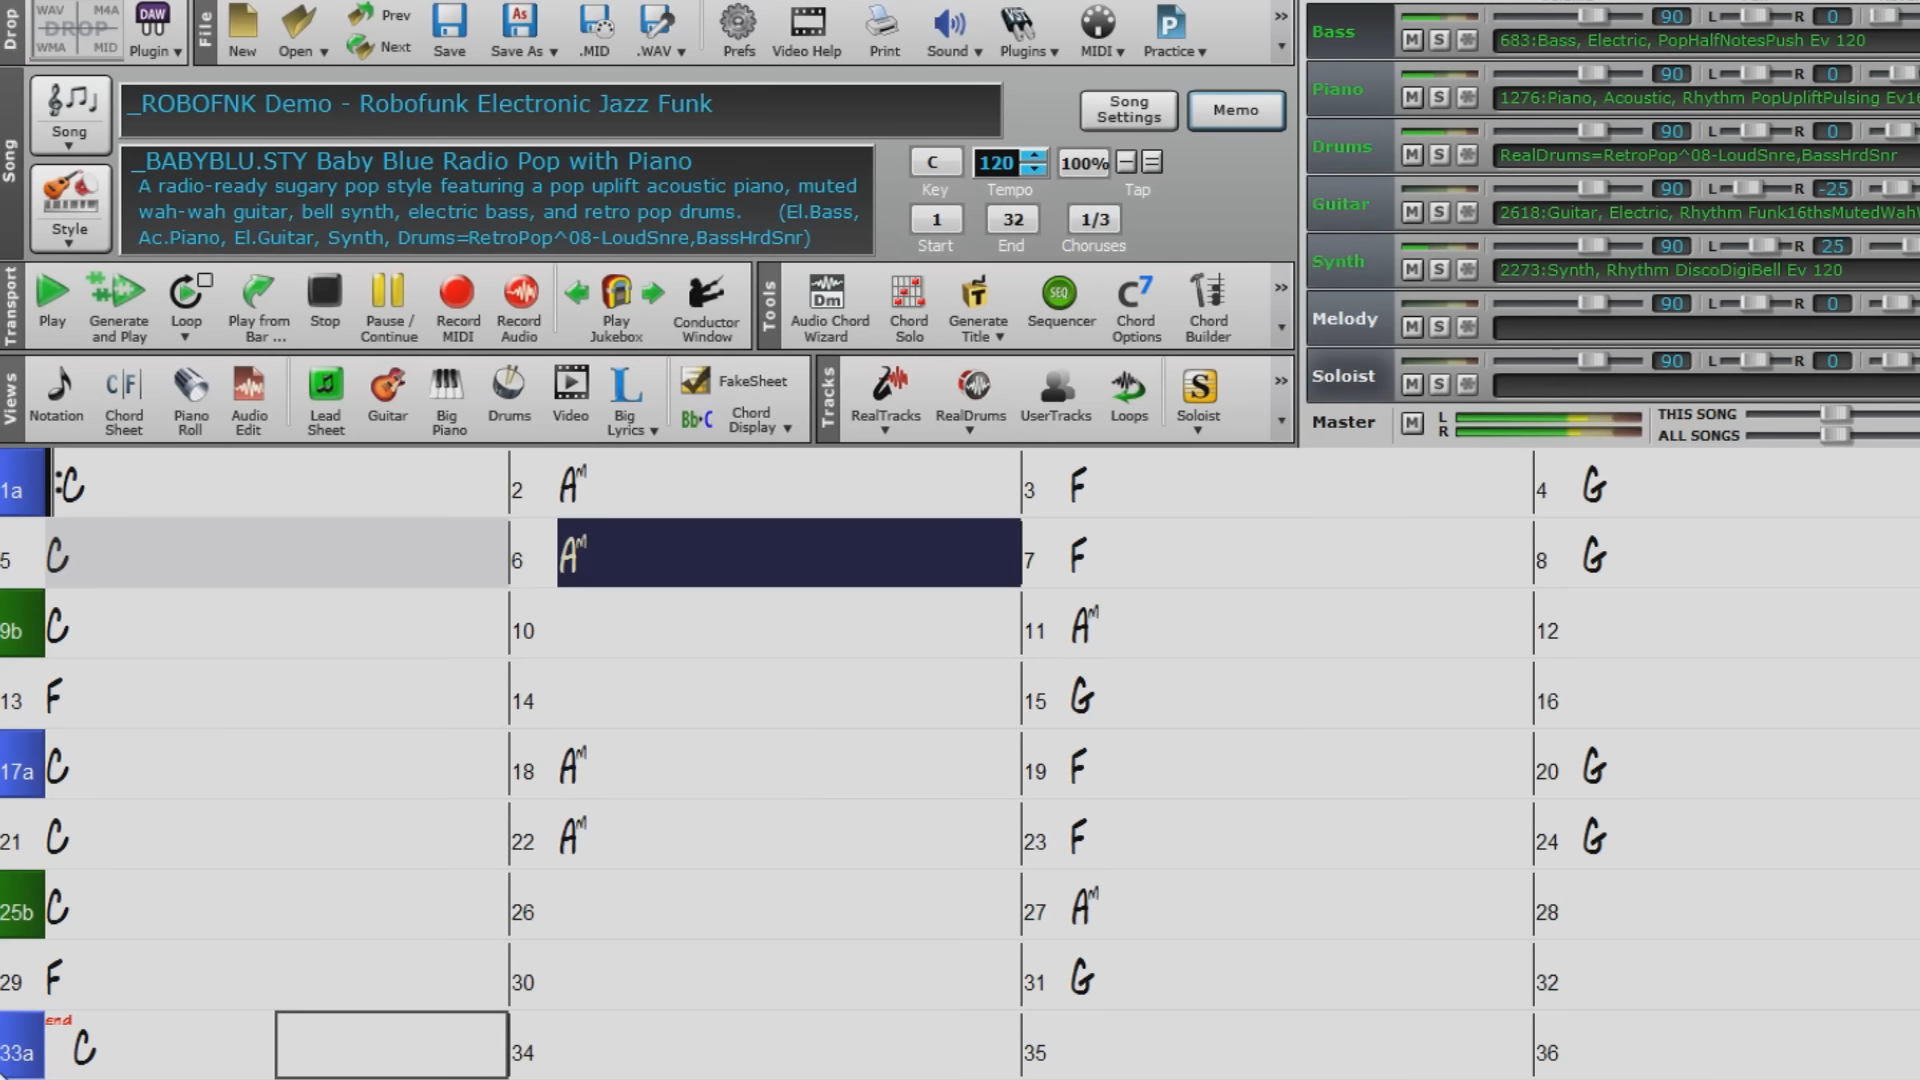 Drop
WAV M4A
DROP
WMA MID
DAW
Plugin
File
New
Open
Prev
Next
Save
As
Save As
.MID
.WAV
Prefs
Video Help
Print
Sound
Plugins
MIDI
P
Practice
Song
Song
_ROBOFNK Demo - Robofunk Electronic Jazz Funk
Song Settings
Memo
Style
_BABYBLU.STY Baby Blue Radio Pop with Piano
A radio-ready sugary pop style featuring a pop uplift acoustic piano, muted
wah-wah guitar, bell synth, electric bass, and retro pop drums. (El.Bass,
Ac.Piano, El.Guitar, Synth, Drums=RetroPop^08-LoudSnre,BassHrdSnr)
C 120 100%
Key Tempo Tap
1 32 1/3
Start End Choruses
Transport
Play
Generate and Play
Loop
Play from Bar ...
Stop
Pause / Continue
Record MIDI
Record Audio
Play Jukebox
Conductor Window
Tools
Dm
Audio Chord Wizard
Chord Solo
T
Generate Title
SEQ
Sequencer
C7
Chord Options
Chord Builder
Views
Notation
C F
Chord Sheet
Piano Roll
Audio Edit
Lead Sheet
Guitar
Big Piano
Drums
Video
L
Big Lyrics
FakeSheet
Bb•C
Chord Display
Tracks
RealTracks
RealDrums
UserTracks
Loops
S
Soloist
Bass
M S
90 L R 0
683:Bass, Electric, PopHalfNotesPush Ev 120
Piano
M S
90 L R 0
1276:Piano, Acoustic, Rhythm PopUpliftPulsing Ev16
Drums
M S
90 L R 0
RealDrums=RetroPop^08-LoudSnre,BassHrdSnr
Guitar
M S
90 L R -25
2618:Guitar, Electric, Rhythm Funk16thsMutedWahW
Synth
M S
90 L R 25
2273:Synth, Rhythm DiscoDigiBell Ev 120
Melody
M S
90 L R 0
Soloist
M S
90 L R 0
Master M L R
THIS SONG
ALL SONGS
1a :C 2 Am 3 F 4 G
5 C 6 Am 7 F 8 G
9b C 10 11 Am 12
13 F 14 15 G 16
17a C 18 Am 19 F 20 G
21 C 22 Am 23 F 24 G
25b C 26 27 Am 28
29 F 30 31 G 32
end
33a C 34 35 36